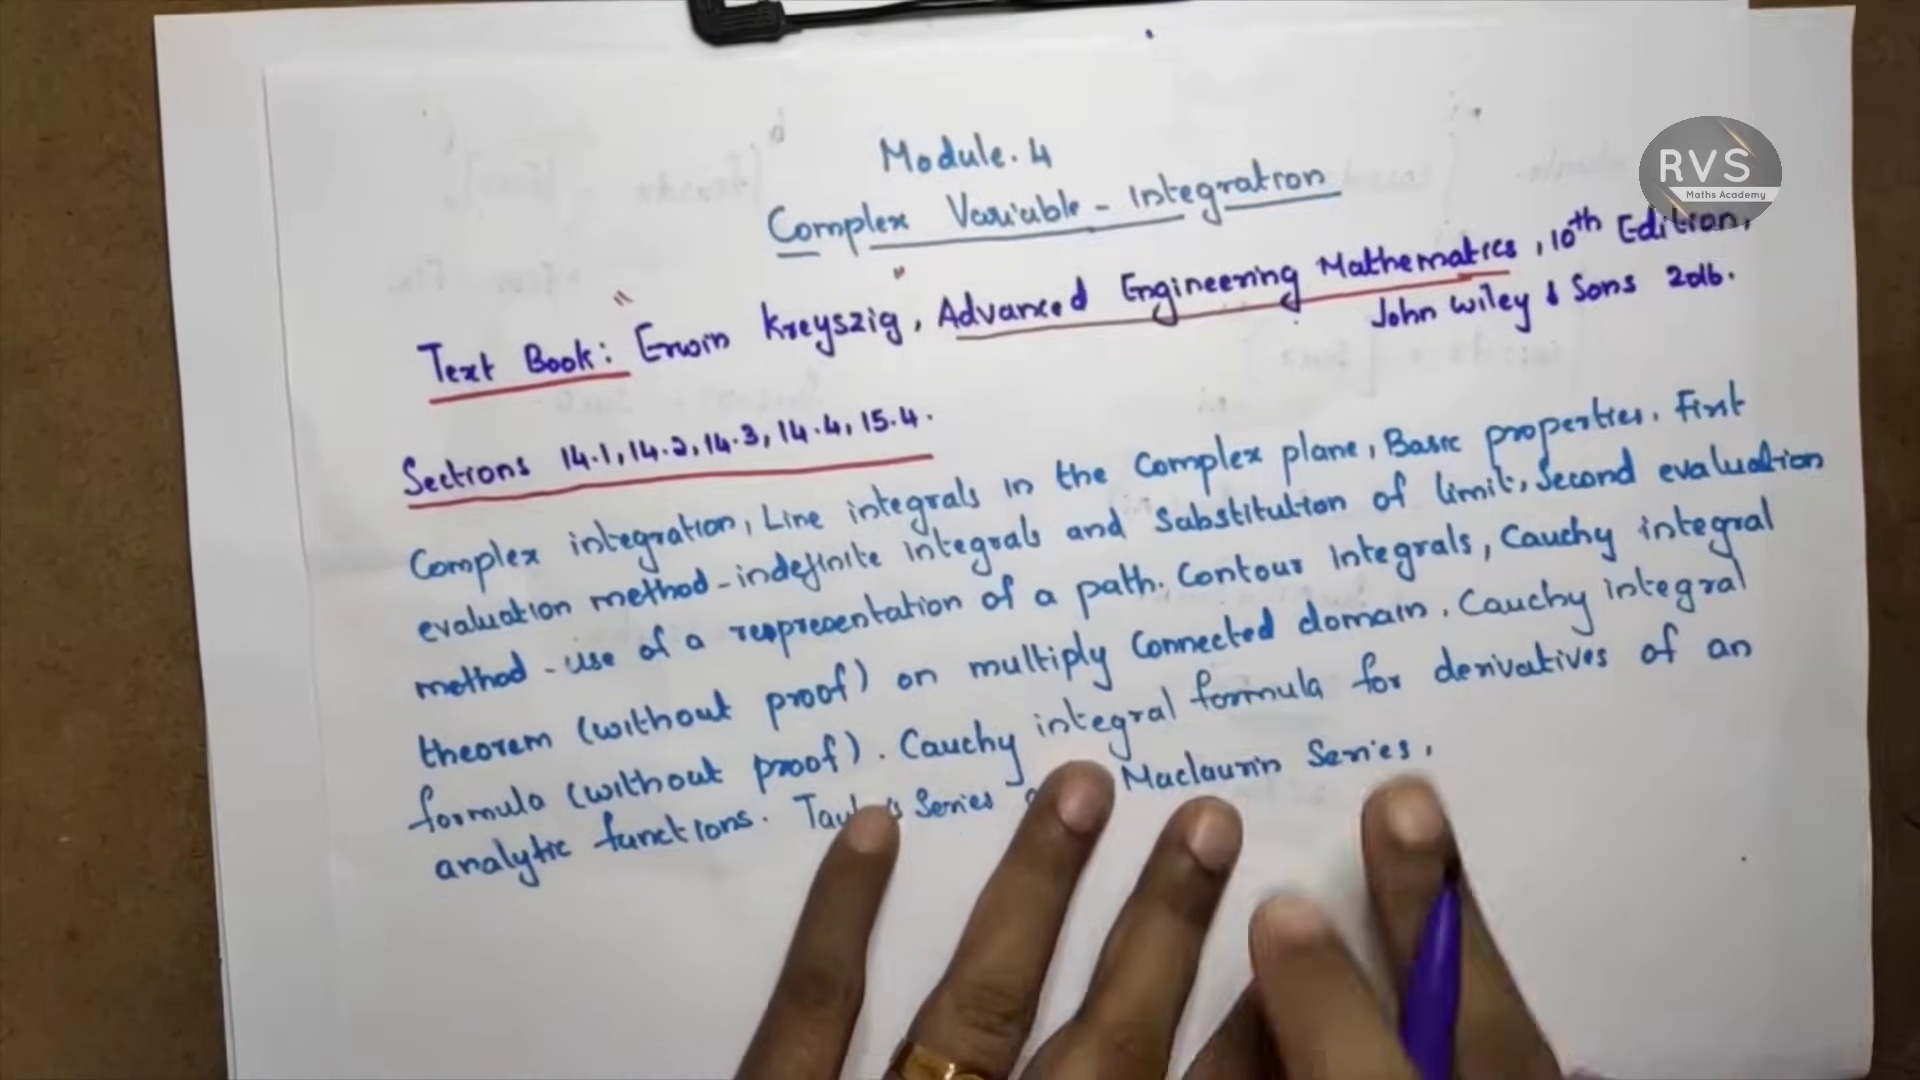 Module. 4
Complex Variable - Integration
RVS
Maths Academy
Text Book: Erwin Kreyszig, Advanced Engineering Mathematics, 10th Edition,
John Wiley & Sons 2016.
Sections 14.1, 14.2, 14.3, 14.4, 15.4.
Complex integration, Line integrals in the Complex plane, Basic properties. First
evaluation method - indefinite integrals and Substitution of limit, Second evaluation
method - use of a representation of a path. Contour integrals, Cauchy integral
theorem (without proof) on multiply Connected domain. Cauchy integral
formula (without proof). Cauchy integral formula for derivatives of an
analytic functions. Series Maclaurin Series.